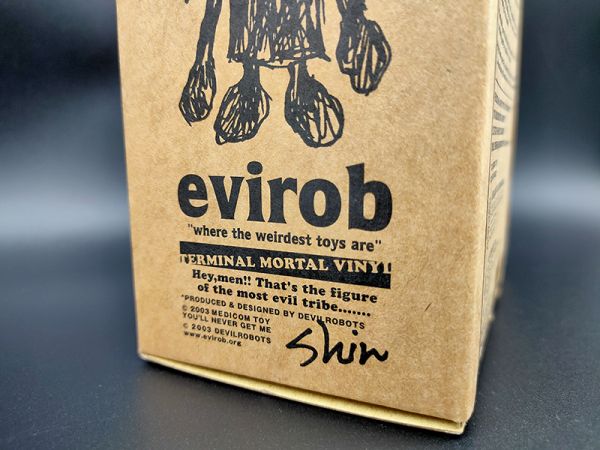 evirob
"where the weirdest toys are"
TERMINAL MORTAL VINYL
Hey,men!! That's the figure
of the most evil tribe.......
*PRODUCED & DESIGNED BY DEVILROBOTS
© 2003 MEDICOM TOY
YOU'LL NEVER GET ME
© 2003 DEVILROBOTS
www.evirob.org
Shin